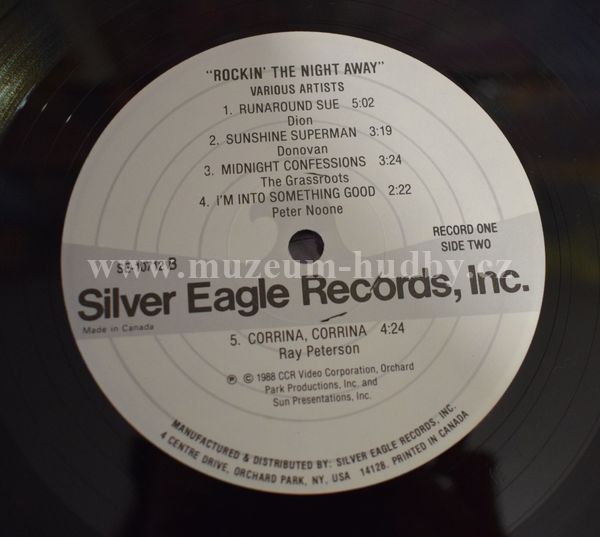 "ROCKIN' THE NIGHT AWAY"
VARIOUS ARTISTS
1. RUNAROUND SUE 5:02
Dion
2. SUNSHINE SUPERMAN 3:19
Donovan
3. MIDNIGHT CONFESSIONS 3:24
The Grassroots
4. I'M INTO SOMETHING GOOD 2:22
Peter Noone
RECORD ONE
SIDE TWO
SE-10712 B
www.muzeum-hudby.cz
Silver Eagle Records, Inc.
Made in Canada
5. CORRINA, CORRINA 4:24
Ray Peterson
℗ © 1988 CCR Video Corporation, Orchard
Park Productions, Inc. and
Sun Presentations, Inc.
MANUFACTURED & DISTRIBUTED BY: SILVER EAGLE RECORDS, INC.
4 CENTRE DRIVE, ORCHARD PARK, NY, USA 14128. PRINTED IN CANADA